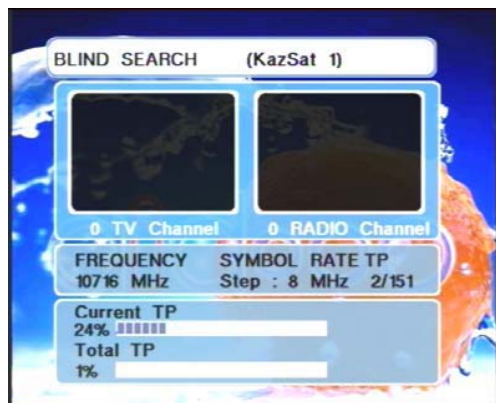 BLIND SEARCH (KazSat 1)
0 TV Channel 0 RADIO Channel
FREQUENCY SYMBOL RATE TP
10716 MHz Step : 8 MHz 2/151
Current TP
24%
Total TP
1%